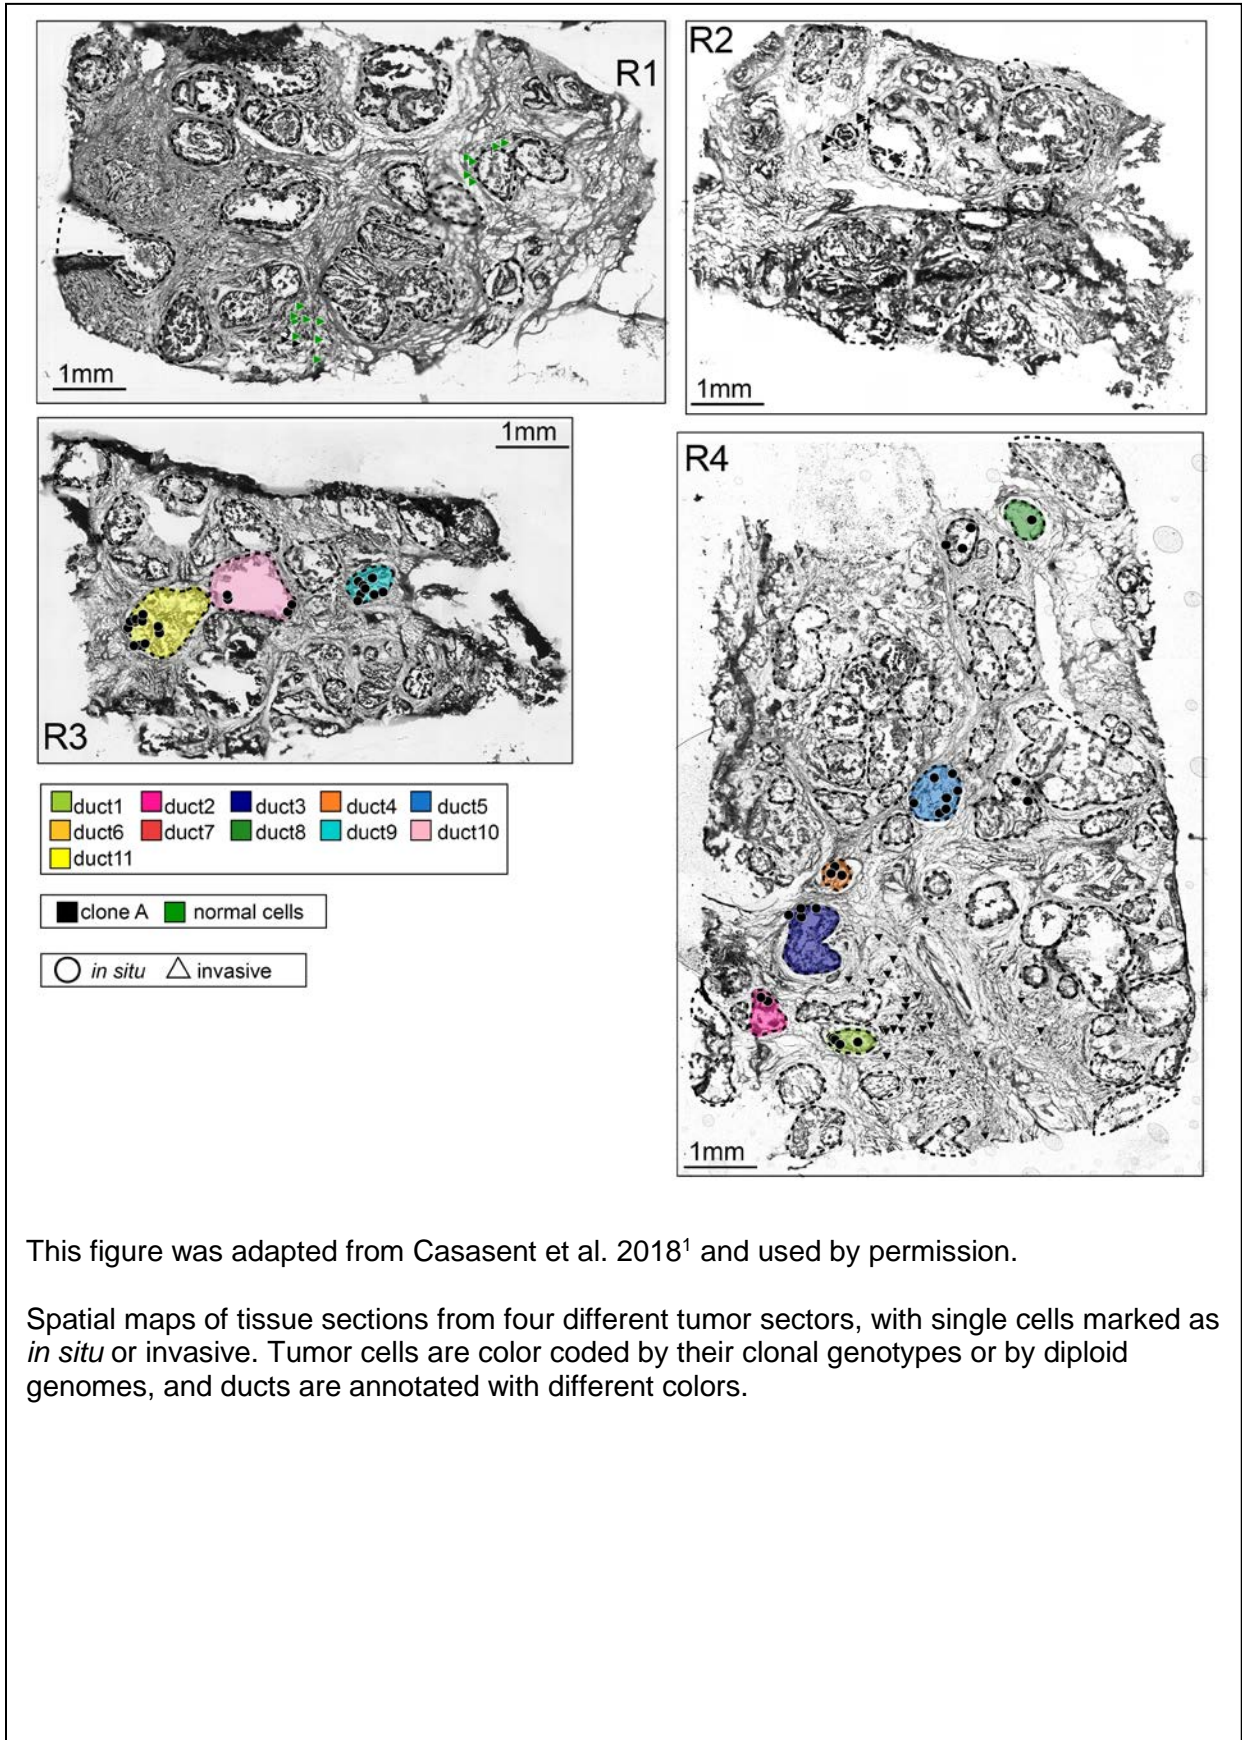 R1
1mm
R2
1mm
1mm
R3
R4
1mm
duct1 duct2 duct3 duct4 duct5
duct6 duct7 duct8 duct9 duct10
duct11
clone A normal cells
in situ invasive
This figure was adapted from Casasent et al. 2018¹ and used by permission.
Spatial maps of tissue sections from four different tumor sectors, with single cells marked as
in situ or invasive. Tumor cells are color coded by their clonal genotypes or by diploid
genomes, and ducts are annotated with different colors.